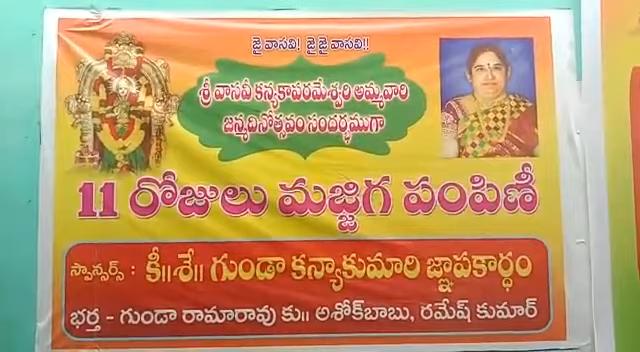 జై వాసవి! జై జై వాసవి!!
శ్రీ వాసవి కన్యకాపరమేశ్వరి అమ్మవారి
జన్మదినోత్సవం సందర్భముగా
11 రోజులు మజ్జిగ పంపిణీ
స్పాన్సర్స్ : కీ॥శే॥ గుండా కన్యాకుమారి జ్ఞాపకార్ధం
భర్త - గుండా రామారావు కు॥ అశోక్‌బాబు, రమేష్ కుమార్